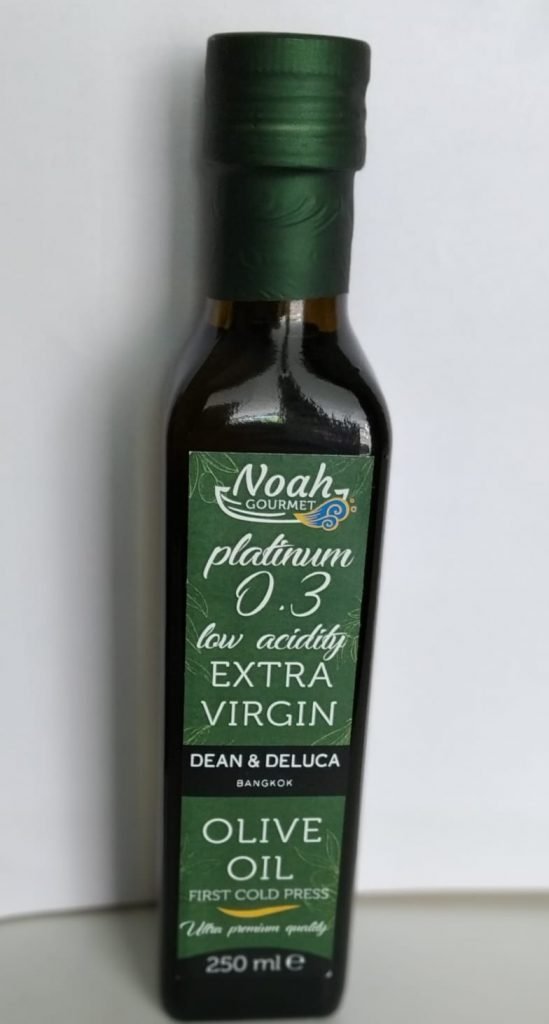 Noah
GOURMET
platinum
0.3
low acidity
EXTRA
VIRGIN
DEAN & DELUCA
BANGKOK
OLIVE
OIL
FIRST COLD PRESS
Ultra premium quality
250 ml e